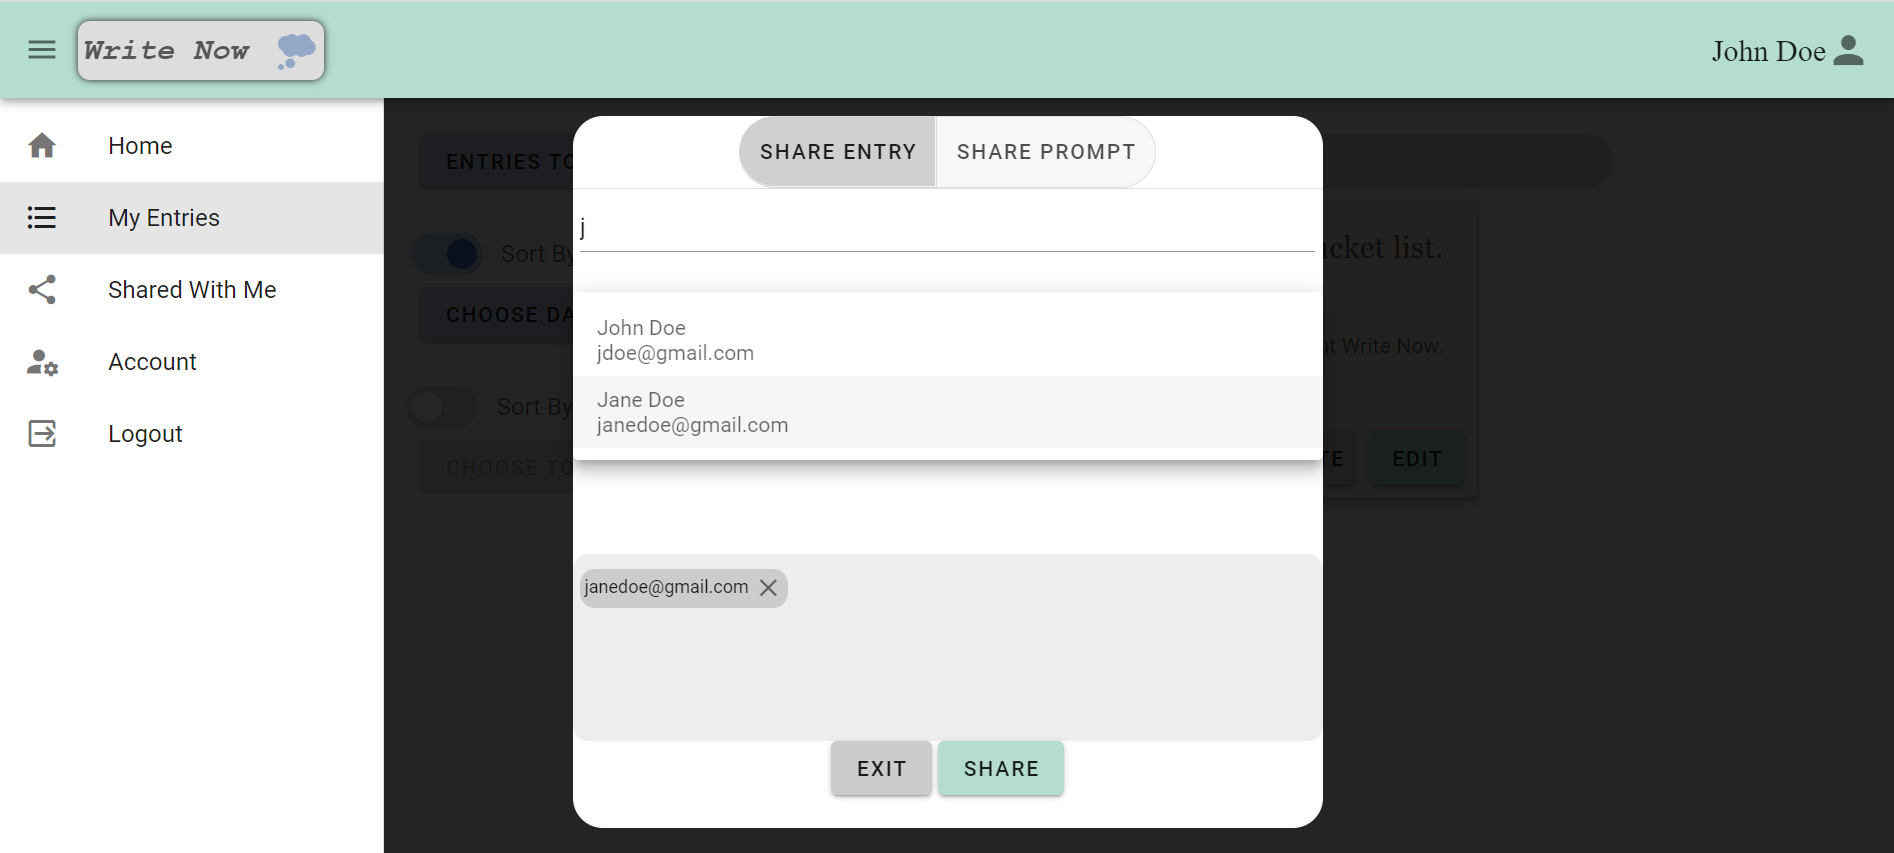 Write Now
John Doe
Home
My Entries
Shared With Me
Account
Logout
ENTRIES TO
Sort By
CHOOSE DA
Sort By
CHOOSE TO
SHARE ENTRY
SHARE PROMPT
j
John Doe
jdoe@gmail.com
Jane Doe
janedoe@gmail.com
janedoe@gmail.com
EXIT
SHARE
list.
Write Now.
EDIT